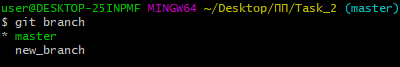 user@DESKTOP-25INPMF MINGW64 ~/Desktop/ПП/Task_2 (master)
$ git branch
* master
  new_branch